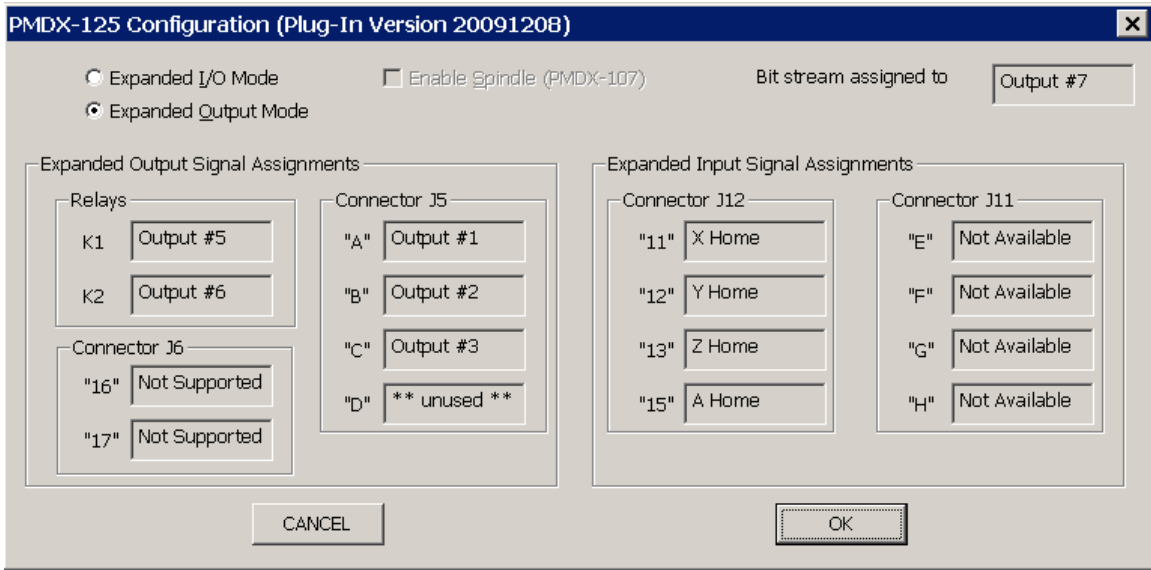 PMDX-125 Configuration (Plug-In Version 20091208)
Expanded I/O Mode
Enable Spindle (PMDX-107)
Bit stream assigned to
Output #7
Expanded Output Mode
Expanded Output Signal Assignments
Relays
K1 Output #5
K2 Output #6
Connector J6
"16" Not Supported
"17" Not Supported
Connector J5
"A" Output #1
"B" Output #2
"C" Output #3
"D" ** unused **
Expanded Input Signal Assignments
Connector J12
"11" X Home
"12" Y Home
"13" Z Home
"15" A Home
Connector J11
"E" Not Available
"F" Not Available
"G" Not Available
"H" Not Available
CANCEL
OK